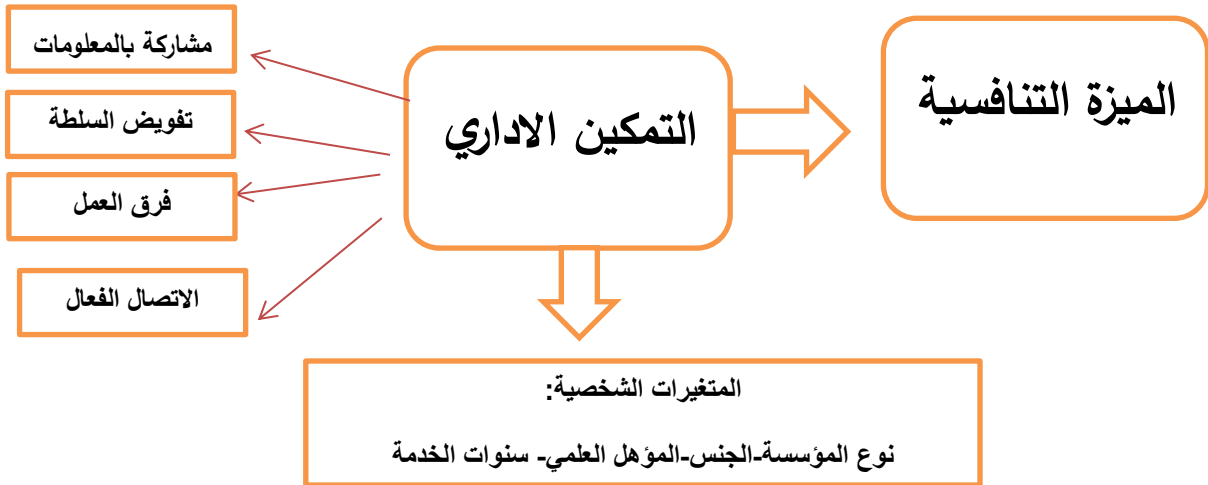 الميزة التنافسية
التمكين الاداري
مشاركة بالمعلومات
تفويض السلطة
فرق العمل
الاتصال الفعال
المتغيرات الشخصية:
نوع المؤسسة-الجنس-المؤهل العلمي- سنوات الخدمة